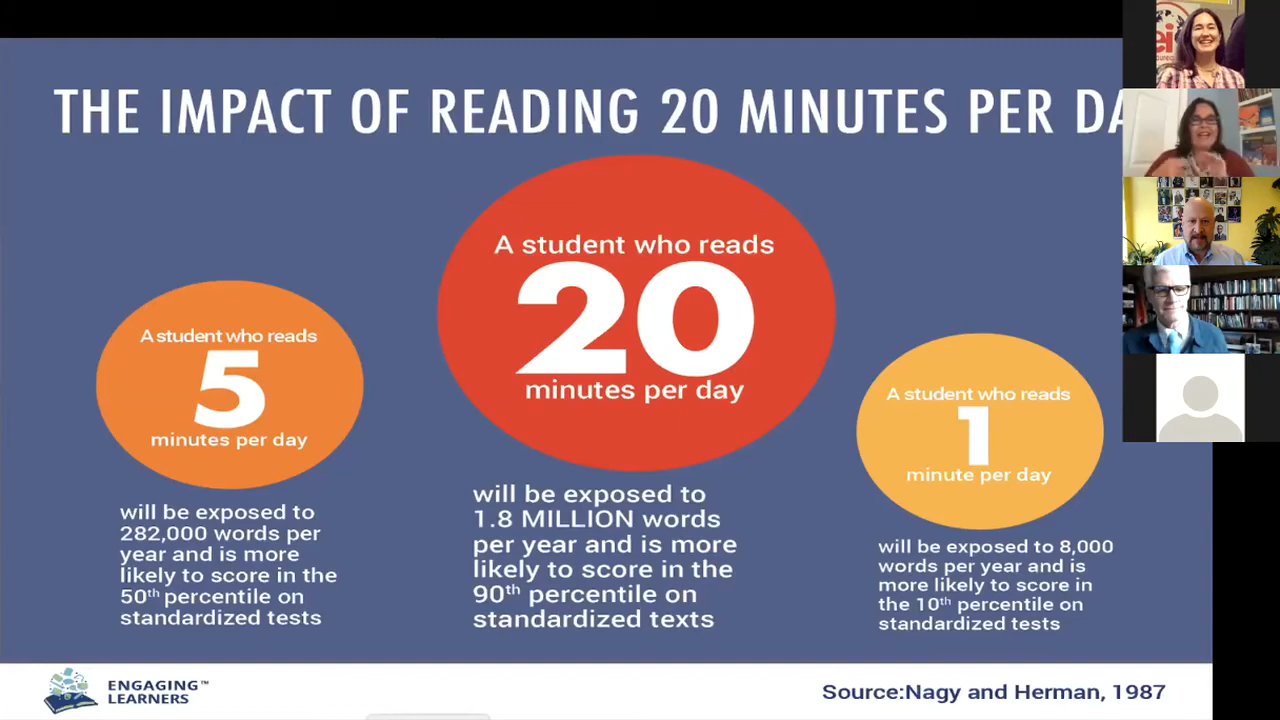 THE IMPACT OF READING 20 MINUTES PER DA
A student who reads
5
minutes per day
will be exposed to
282,000 words per
year and is more
likely to score in the
50th percentile on
standardized tests
A student who reads
20
minutes per day
will be exposed to
1.8 MILLION words
per year and is more
likely to score in the
90th percentile on
standardized texts
A student who reads
1
minute per day
will be exposed to 8,000
words per year and is
more likely to score in
the 10th percentile on
standardized tests
ENGAGING™
LEARNERS
Source:Nagy and Herman, 1987
ei